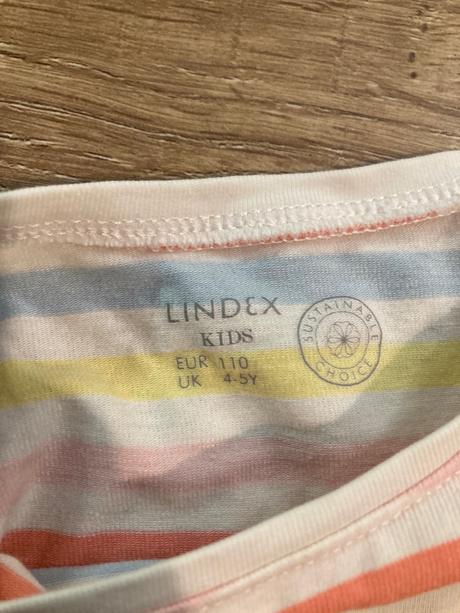 LINDEX
KIDS
EUR 110
UK 4-5Y
SUSTAINABLE
CHOICE